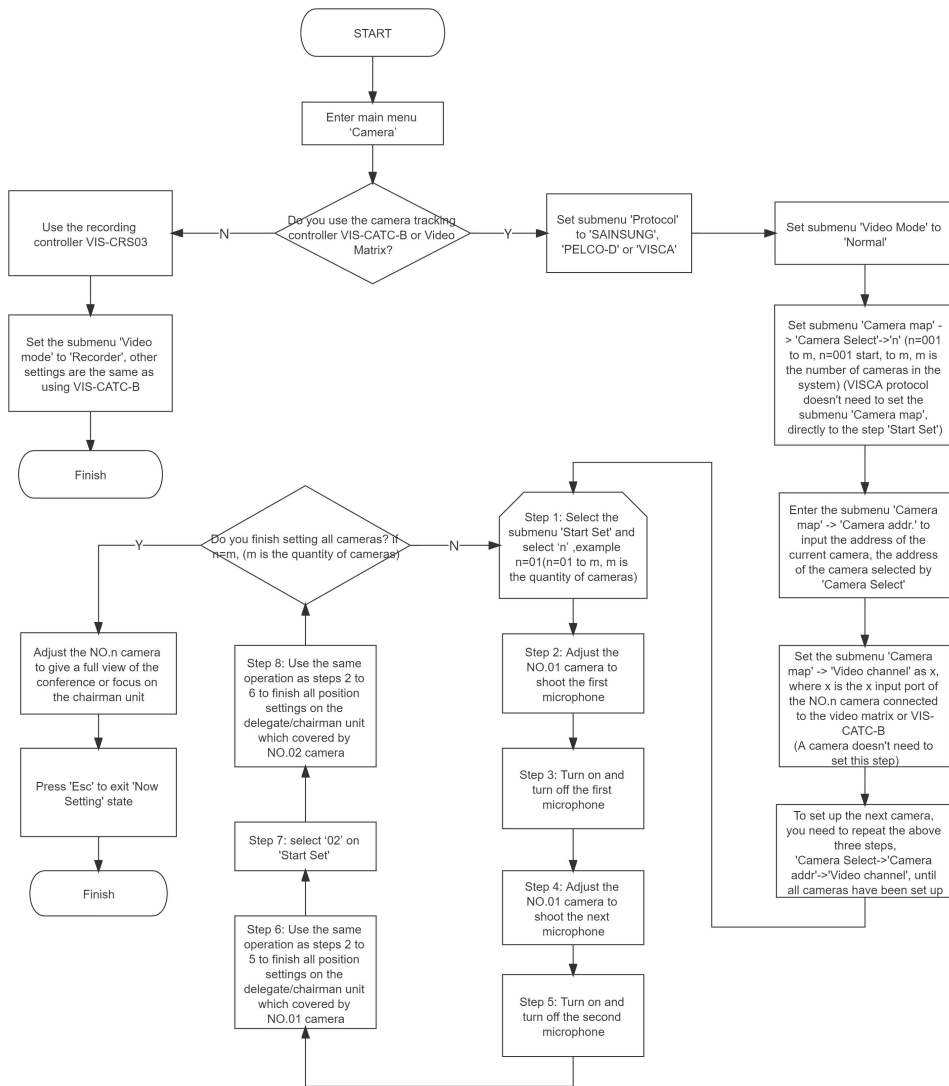 START
Enter main menu
‘Camera’
Do you use the camera tracking
controller VIS-CATC-B or Video
Matrix?
N
Y
Use the recording
controller VIS-CRS03
Set the submenu 'Video
mode' to 'Recorder', other
settings are the same as
using VIS-CATC-B
Finish
Set submenu 'Protocol'
to 'SAINSUNG',
'PELCO-D' or 'VISCA'
Set submenu 'Video Mode' to
'Normal'
Set submenu 'Camera map' -
> 'Camera Select'->'n' (n=001
to m, n=001 start, to m, m is
the number of cameras in the
system) (VISCA protocol
doesn't need to set the
submenu 'Camera map',
directly to the step 'Start Set')
Enter the submenu 'Camera
map' -> 'Camera addr.' to
input the address of the
current camera, the address
of the camera selected by
'Camera Select"
Set the submenu 'Camera
map' -> 'Video channel' as x,
where x is the x input port of
the NO.n camera connected
to the video matrix or VIS-
CATC-B
(A camera doesn't need to
set this step)
To set up the next camera,
you need to repeat the above
three steps,
'Camera Select->'Camera
addr'->'Video channel', until
all cameras have been set up
Step 1: Select the
submenu 'Start Set' and
select ‘n’ ,example
n=01(n=01 to m, m is
the quantity of cameras)
Step 2: Adjust the
NO.01 camera to
shoot the first
microphone
Step 3: Turn on and
turn off the first
microphone
Step 4: Adjust the
NO.01 camera to
shoot the next
microphone
Step 5: Turn on and
turn off the second
microphone
Step 6: Use the same
operation as steps 2 to
5 to finish all position
settings on the
delegate/chairman unit
which covered by
NO.01 camera
Step 7: select ‘02’ on
'Start Set'
Step 8: Use the same
operation as steps 2 to
6 to finish all position
settings on the
delegate/chairman unit
which covered by
NO.02 camera
Do you finish setting all cameras? if
n=m, (m is the quantity of cameras)
Y
N
Adjust the NO.n camera
to give a full view of the
conference or focus on
the chairman unit
Press 'Esc' to exit 'Now
Setting' state
Finish